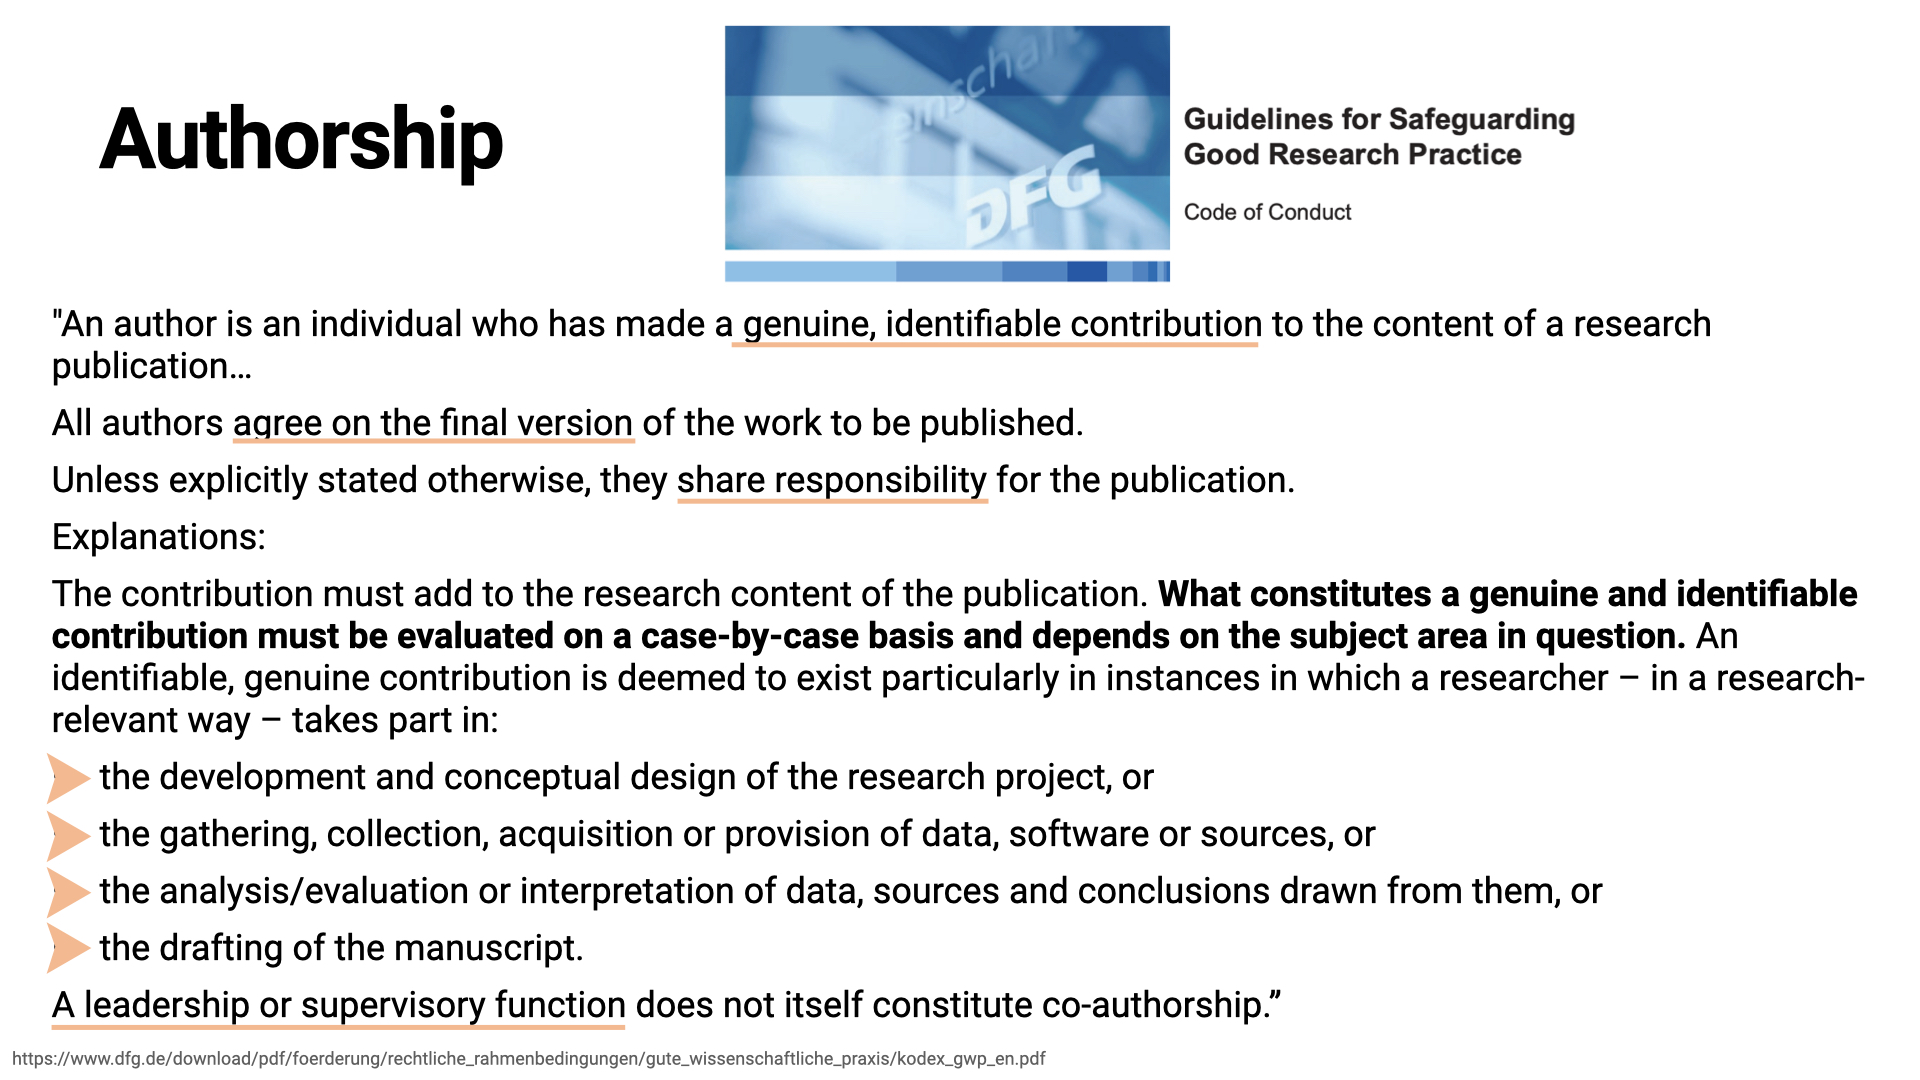 Authorship
einschaft
DFG
Guidelines for Safeguarding
Good Research Practice
Code of Conduct
"An author is an individual who has made a genuine, identifiable contribution to the content of a research
publication…
All authors agree on the final version of the work to be published.
Unless explicitly stated otherwise, they share responsibility for the publication.
Explanations:
The contribution must add to the research content of the publication. What constitutes a genuine and identifiable
contribution must be evaluated on a case-by-case basis and depends on the subject area in question. An
identifiable, genuine contribution is deemed to exist particularly in instances in which a researcher – in a research-
relevant way – takes part in:
the development and conceptual design of the research project, or
the gathering, collection, acquisition or provision of data, software or sources, or
the analysis/evaluation or interpretation of data, sources and conclusions drawn from them, or
the drafting of the manuscript.
A leadership or supervisory function does not itself constitute co-authorship.”
https://www.dfg.de/download/pdf/foerderung/rechtliche_rahmenbedingungen/gute_wissenschaftliche_praxis/kodex_gwp_en.pdf